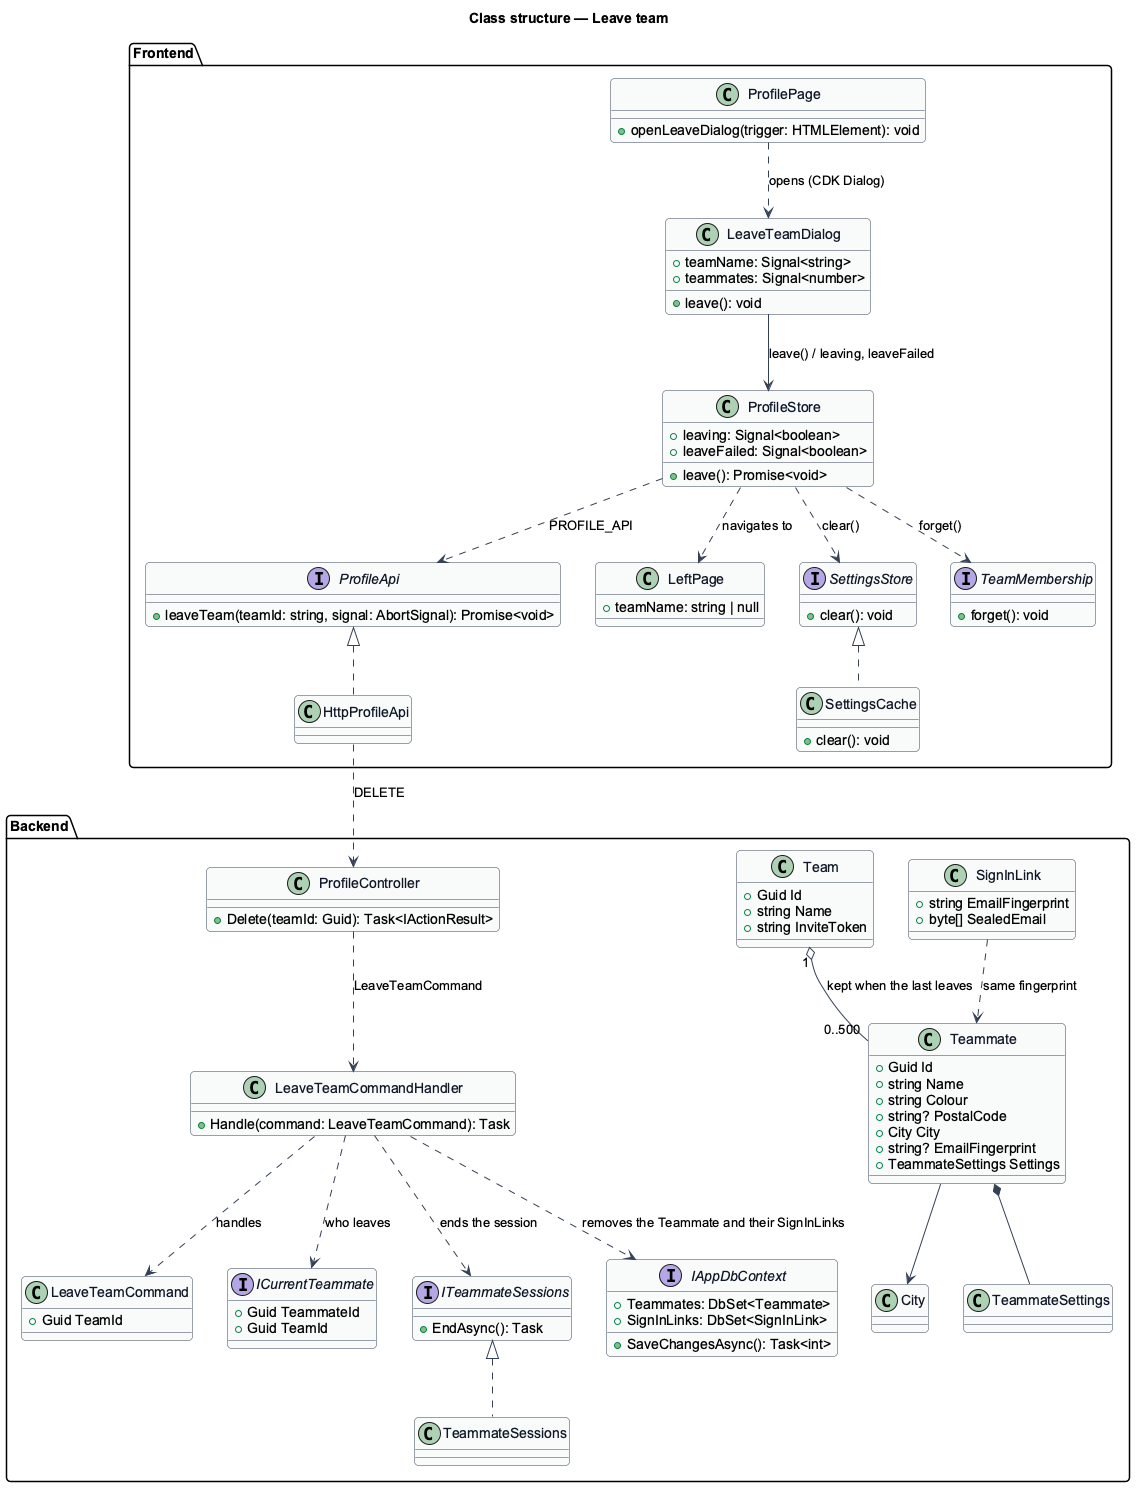 Class structure — Leave team
Frontend
C ProfilePage
openLeaveDialog(trigger: HTMLElement): void
opens (CDK Dialog)
C LeaveTeamDialog
teamName: Signal<string>
teammates: Signal<number>
leave(): void
leave() / leaving, leaveFailed
C ProfileStore
leaving: Signal<boolean>
leaveFailed: Signal<boolean>
leave(): Promise<void>
PROFILE_API
navigates to
clear()
forget()
I ProfileApi
leaveTeam(teamId: string, signal: AbortSignal): Promise<void>
C LeftPage
teamName: string | null
I SettingsStore
clear(): void
I TeamMembership
forget(): void
C HttpProfileApi
C SettingsCache
clear(): void
DELETE
Backend
C ProfileController
Delete(teamId: Guid): Task<IActionResult>
C Team
Guid Id
string Name
string InviteToken
C SignInLink
string EmailFingerprint
byte[] SealedEmail
1
LeaveTeamCommand
kept when the last leaves
same fingerprint
0..500
C Teammate
Guid Id
string Name
string Colour
string? PostalCode
City City
string? EmailFingerprint
TeammateSettings Settings
C LeaveTeamCommandHandler
Handle(command: LeaveTeamCommand): Task
handles
who leaves
ends the session
removes the Teammate and their SignInLinks
C LeaveTeamCommand
Guid TeamId
I ICurrentTeammate
Guid TeammateId
Guid TeamId
I ITeammateSessions
EndAsync(): Task
I IAppDbContext
Teammates: DbSet<Teammate>
SignInLinks: DbSet<SignInLink>
SaveChangesAsync(): Task<int>
C City
C TeammateSettings
C TeammateSessions